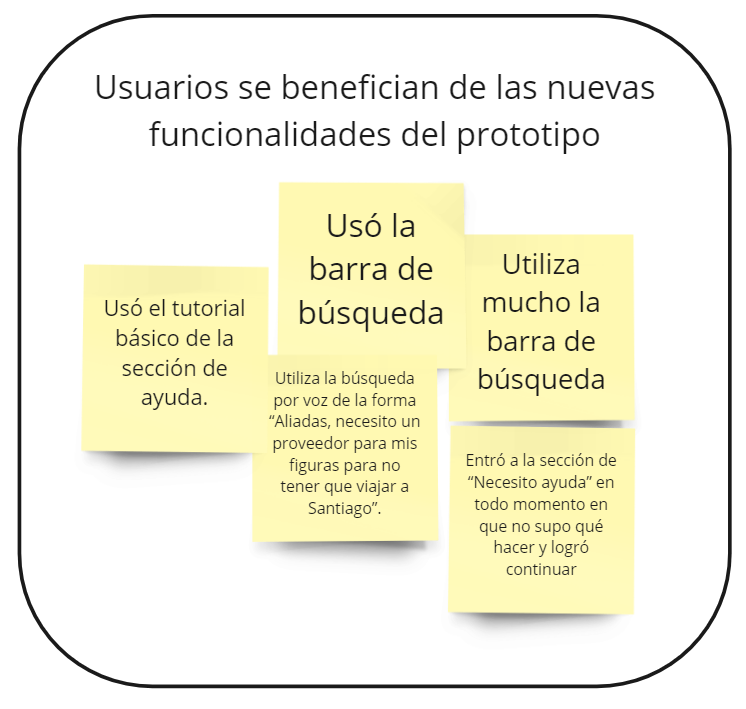 Usuarios se benefician de las nuevas
funcionalidades del prototipo
Usó la
barra de
búsqueda
Utiliza
mucho la
barra de
búsqueda
Usó el tutorial
básico de la
sección de
ayuda.
Utiliza la búsqueda
por voz de la forma
“Aliadas, necesito un
proveedor para mis
figuras para no
tener que viajar a
Santiago”.
Entró a la sección de
“Necesito ayuda” en
todo momento en
que no supo qué
hacer y logró
continuar